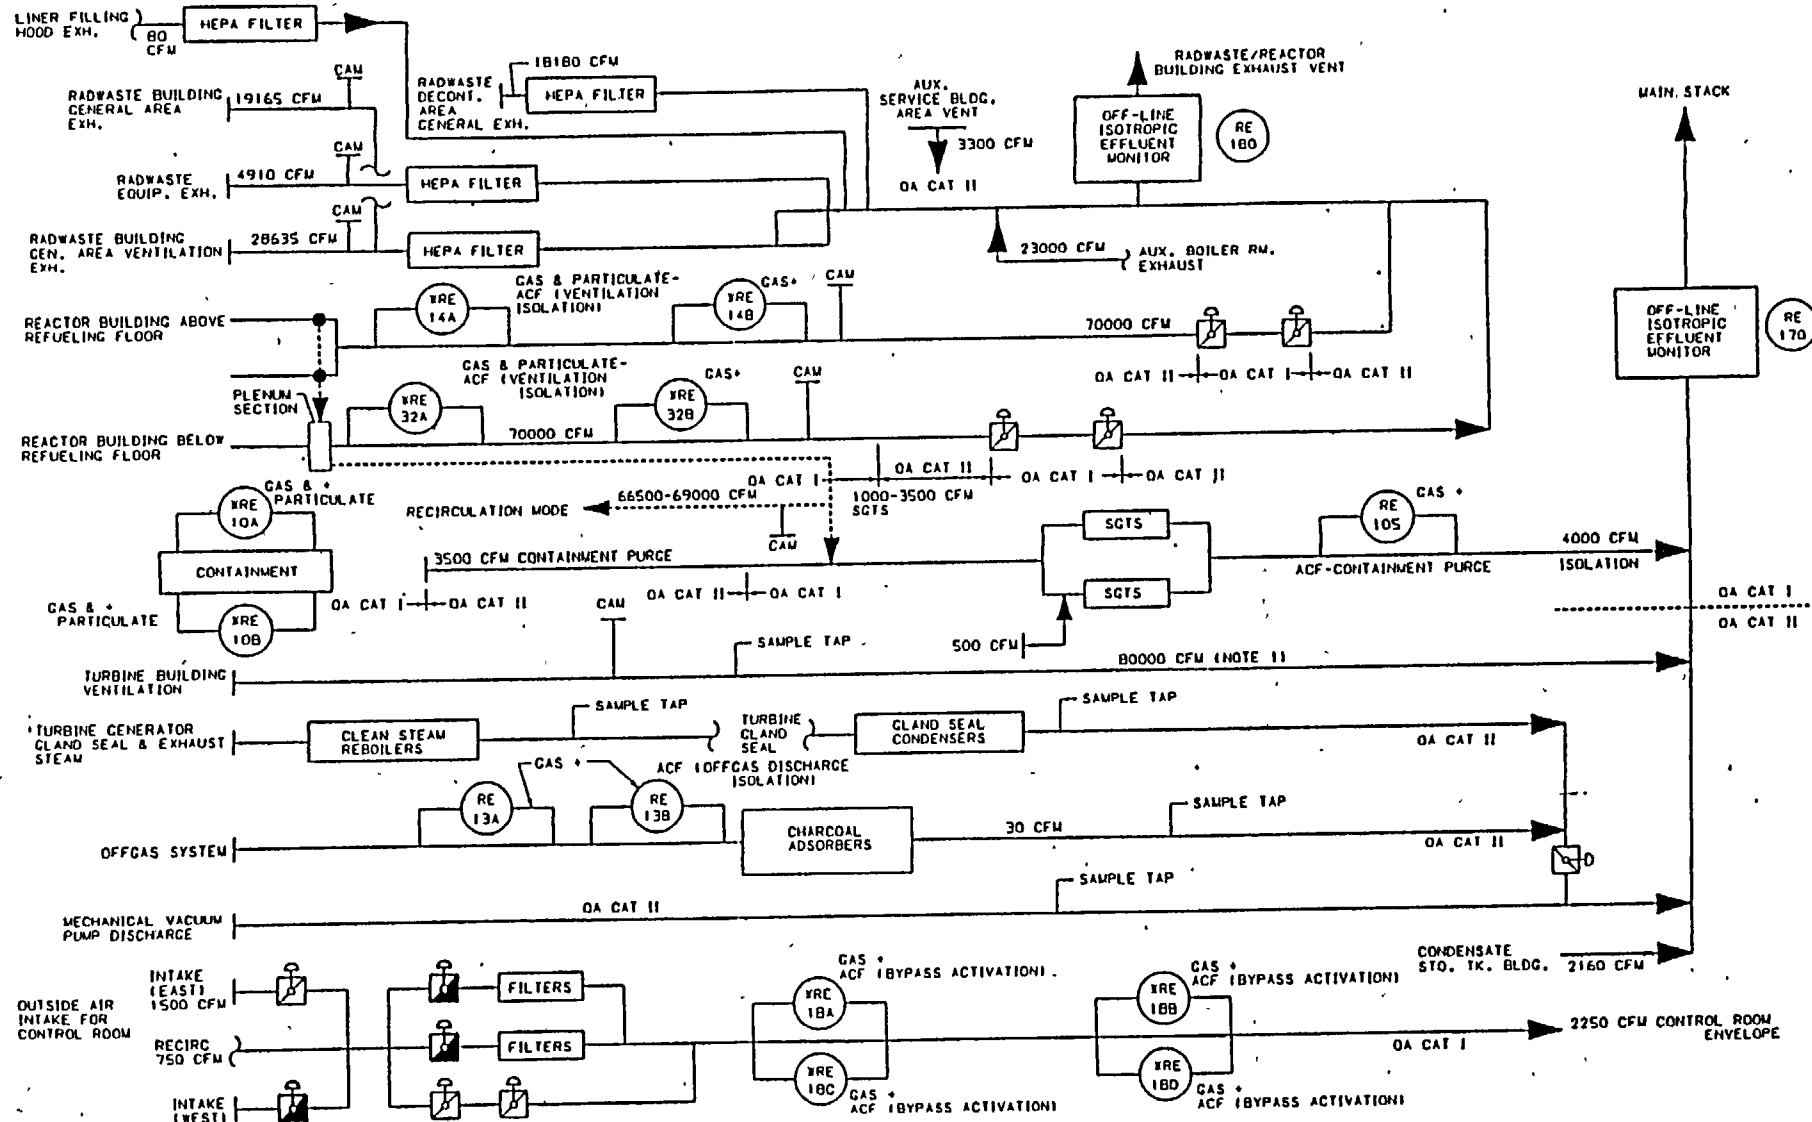 LINER FILLING
HOOD EXH.
80
CFM
HEPA FILTER
RADWASTE BUILDING
GENERAL AREA
EXH.
19165 CFM
CAM
RADWASTE
DECONT.
AREA
GENERAL EXH.
18180 CFM
HEPA FILTER
AUX.
SERVICE BLDG.
AREA VENT
3300 CFM
QA CAT II
RADWASTE/REACTOR
BUILDING EXHAUST VENT
OFF-LINE
ISOTROPIC
EFFLUENT
MONITOR
RE
180
MAIN STACK
RADWASTE
EQUIP. EXH.
4910 CFM
CAM
HEPA FILTER
RADWASTE BUILDING
GEN. AREA VENTILATION
EXH.
28635 CFM
CAM
HEPA FILTER
23000 CFM
AUX. BOILER RM.
EXHAUST
REACTOR BUILDING ABOVE
REFUELING FLOOR
*RE
14A
GAS & PARTICULATE-
ACF (VENTILATION
ISOLATION)
*RE
14B
GAS+
CAM
70000 CFM
QA CAT II
QA CAT I
QA CAT II
OFF-LINE
ISOTROPIC
EFFLUENT
MONITOR
RE
170
PLENUM
SECTION
REACTOR BUILDING BELOW
REFUELING FLOOR
*RE
32A
GAS & PARTICULATE-
ACF (VENTILATION
ISOLATION)
70000 CFM
*RE
32B
GAS+
CAM
QA CAT I
QA CAT II
QA CAT I
QA CAT II
1000-3500 CFM
SGTS
66500-69000 CFM
RECIRCULATION MODE
CAM
GAS & +
PARTICULATE
*RE
10A
CONTAINMENT
*RE
10B
GAS & +
PARTICULATE
3500 CFM CONTAINMENT PURGE
QA CAT I
QA CAT II
QA CAT II
QA CAT I
SGTS
SGTS
500 CFM
RE
105
GAS +
ACF-CONTAINMENT PURGE
4000 CFM
ISOLATION
QA CAT I
QA CAT II
TURBINE BUILDING
VENTILATION
CAM
SAMPLE TAP
80000 CFM (NOTE 1)
TURBINE GENERATOR
GLAND SEAL & EXHAUST
STEAM
CLEAN STEAM
REBOILERS
SAMPLE TAP
TURBINE
GLAND
SEAL
GLAND SEAL
CONDENSERS
SAMPLE TAP
QA CAT II
OFFGAS SYSTEM
RE
13A
GAS +
RE
13B
ACF (OFFGAS DISCHARGE
ISOLATION)
CHARCOAL
ADSORBERS
30 CFM
SAMPLE TAP
QA CAT II
D
MECHANICAL VACUUM
PUMP DISCHARGE
QA CAT II
SAMPLE TAP
CONDENSATE
STO. TK. BLDG.
2160 CFM
OUTSIDE AIR
INTAKE FOR
CONTROL ROOM
INTAKE
(EAST)
1500 CFM
RECIRC
750 CFM
INTAKE
(WEST)
FILTERS
FILTERS
GAS +
ACF (BYPASS ACTIVATION)
*RE
18A
*RE
18C
GAS +
ACF (BYPASS ACTIVATION)
GAS +
ACF (BYPASS ACTIVATION)
*RE
18B
*RE
18D
GAS +
ACF (BYPASS ACTIVATION)
QA CAT I
2250 CFM CONTROL ROOM
ENVELOPE